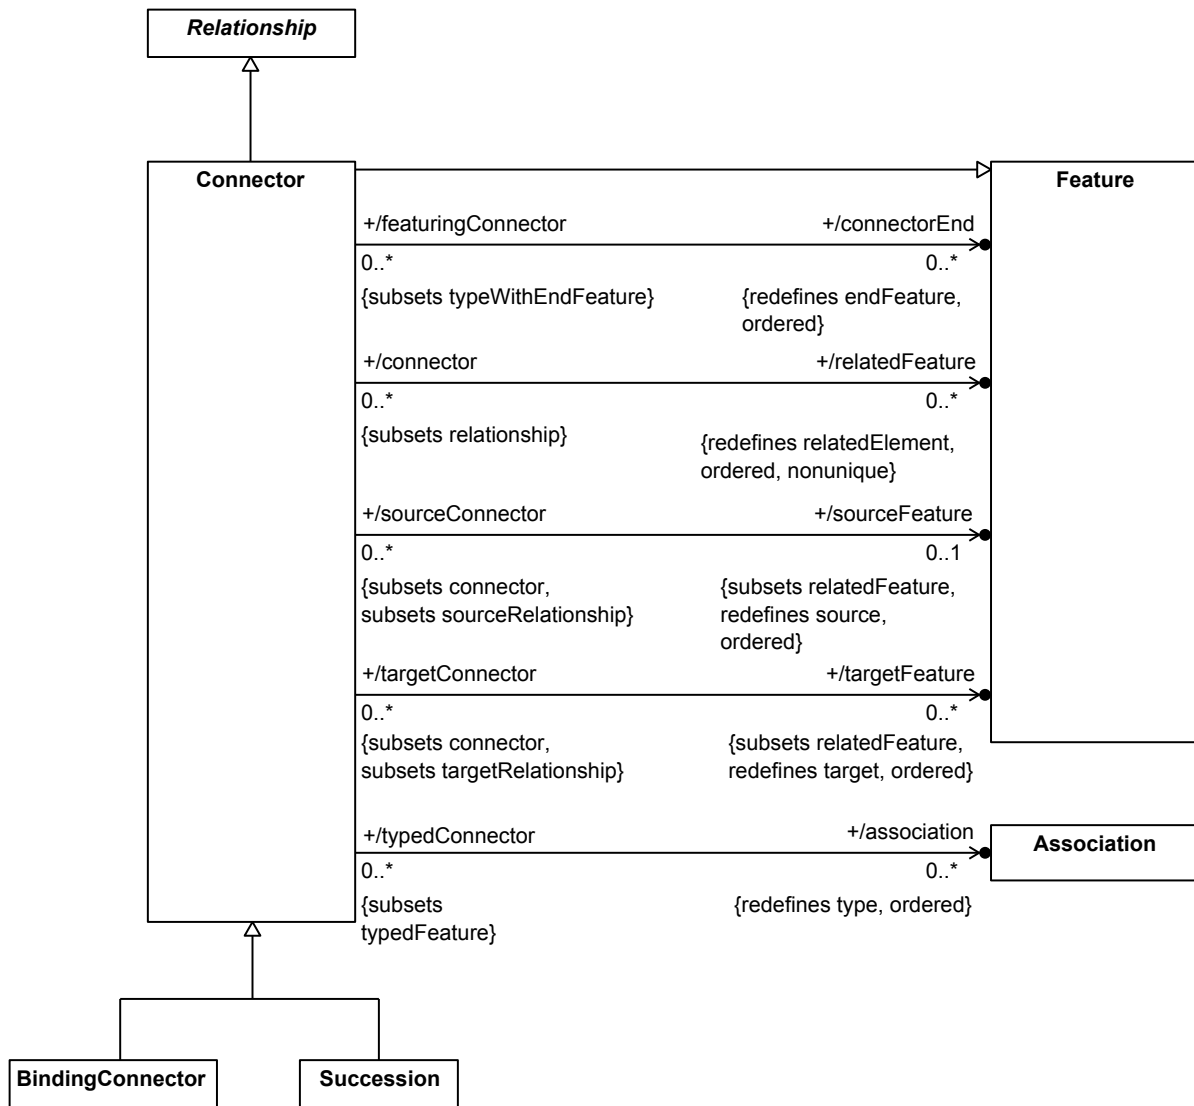 Relationship
Connector
Feature
+/featuringConnector
+/connectorEnd
0..*
0..*
{subsets typeWithEndFeature}
{redefines endFeature,
ordered}
+/connector
+/relatedFeature
0..*
0..*
{subsets relationship}
{redefines relatedElement,
ordered, nonunique}
+/sourceConnector
+/sourceFeature
0..*
0..1
{subsets connector,
subsets sourceRelationship}
{subsets relatedFeature,
redefines source,
ordered}
+/targetConnector
+/targetFeature
0..*
0..*
{subsets connector,
subsets targetRelationship}
{subsets relatedFeature,
redefines target, ordered}
+/typedConnector
+/association
Association
0..*
0..*
{subsets
typedFeature}
{redefines type, ordered}
BindingConnector
Succession